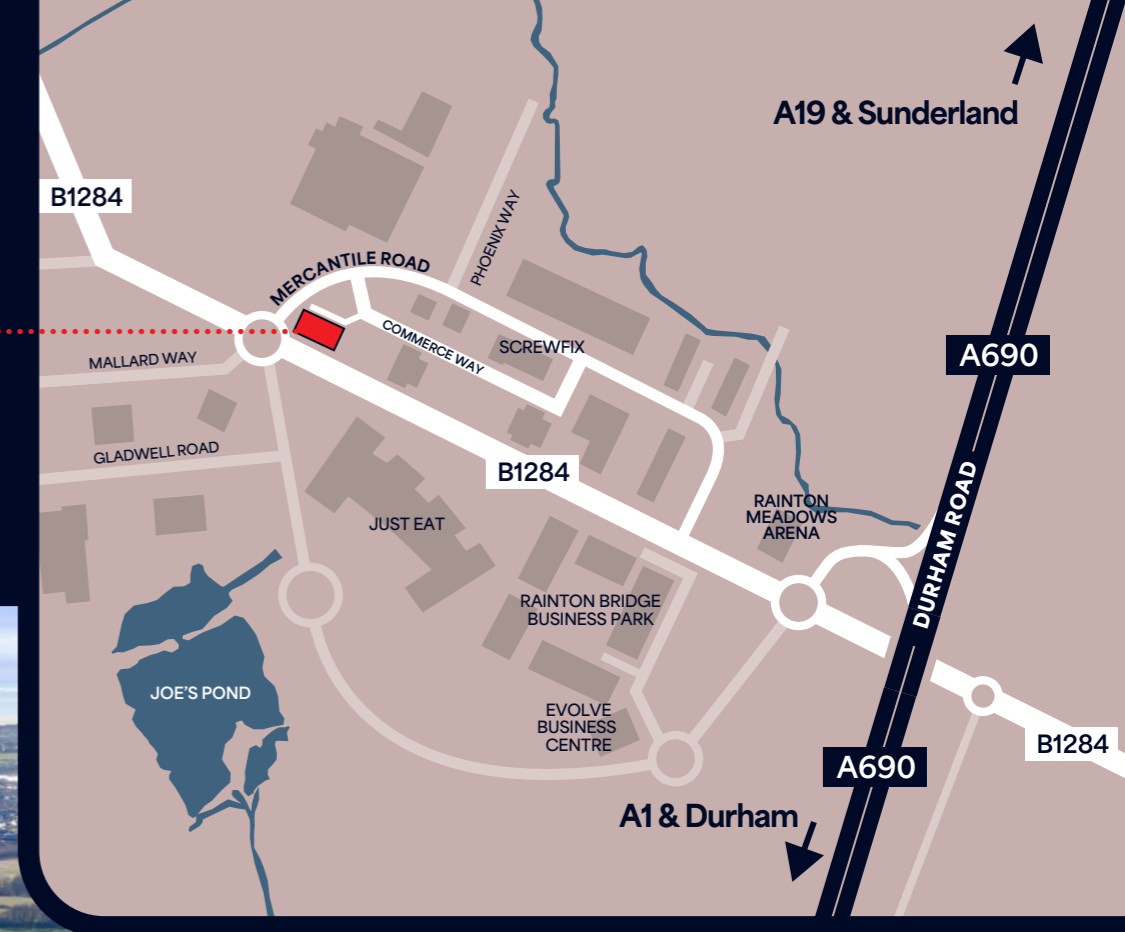 A19 & Sunderland
B1284
PHOENIX WAY
MERCANTILE ROAD
COMMERCE WAY
SCREWFIX
MALLARD WAY
A690
GLADWELL ROAD
B1284
JUST EAT
RAINTON
MEADOWS
ARENA
DURHAM ROAD
RAINTON BRIDGE
BUSINESS PARK
JOE'S POND
EVOLVE
BUSINESS
CENTRE
B1284
A690
A1 & Durham